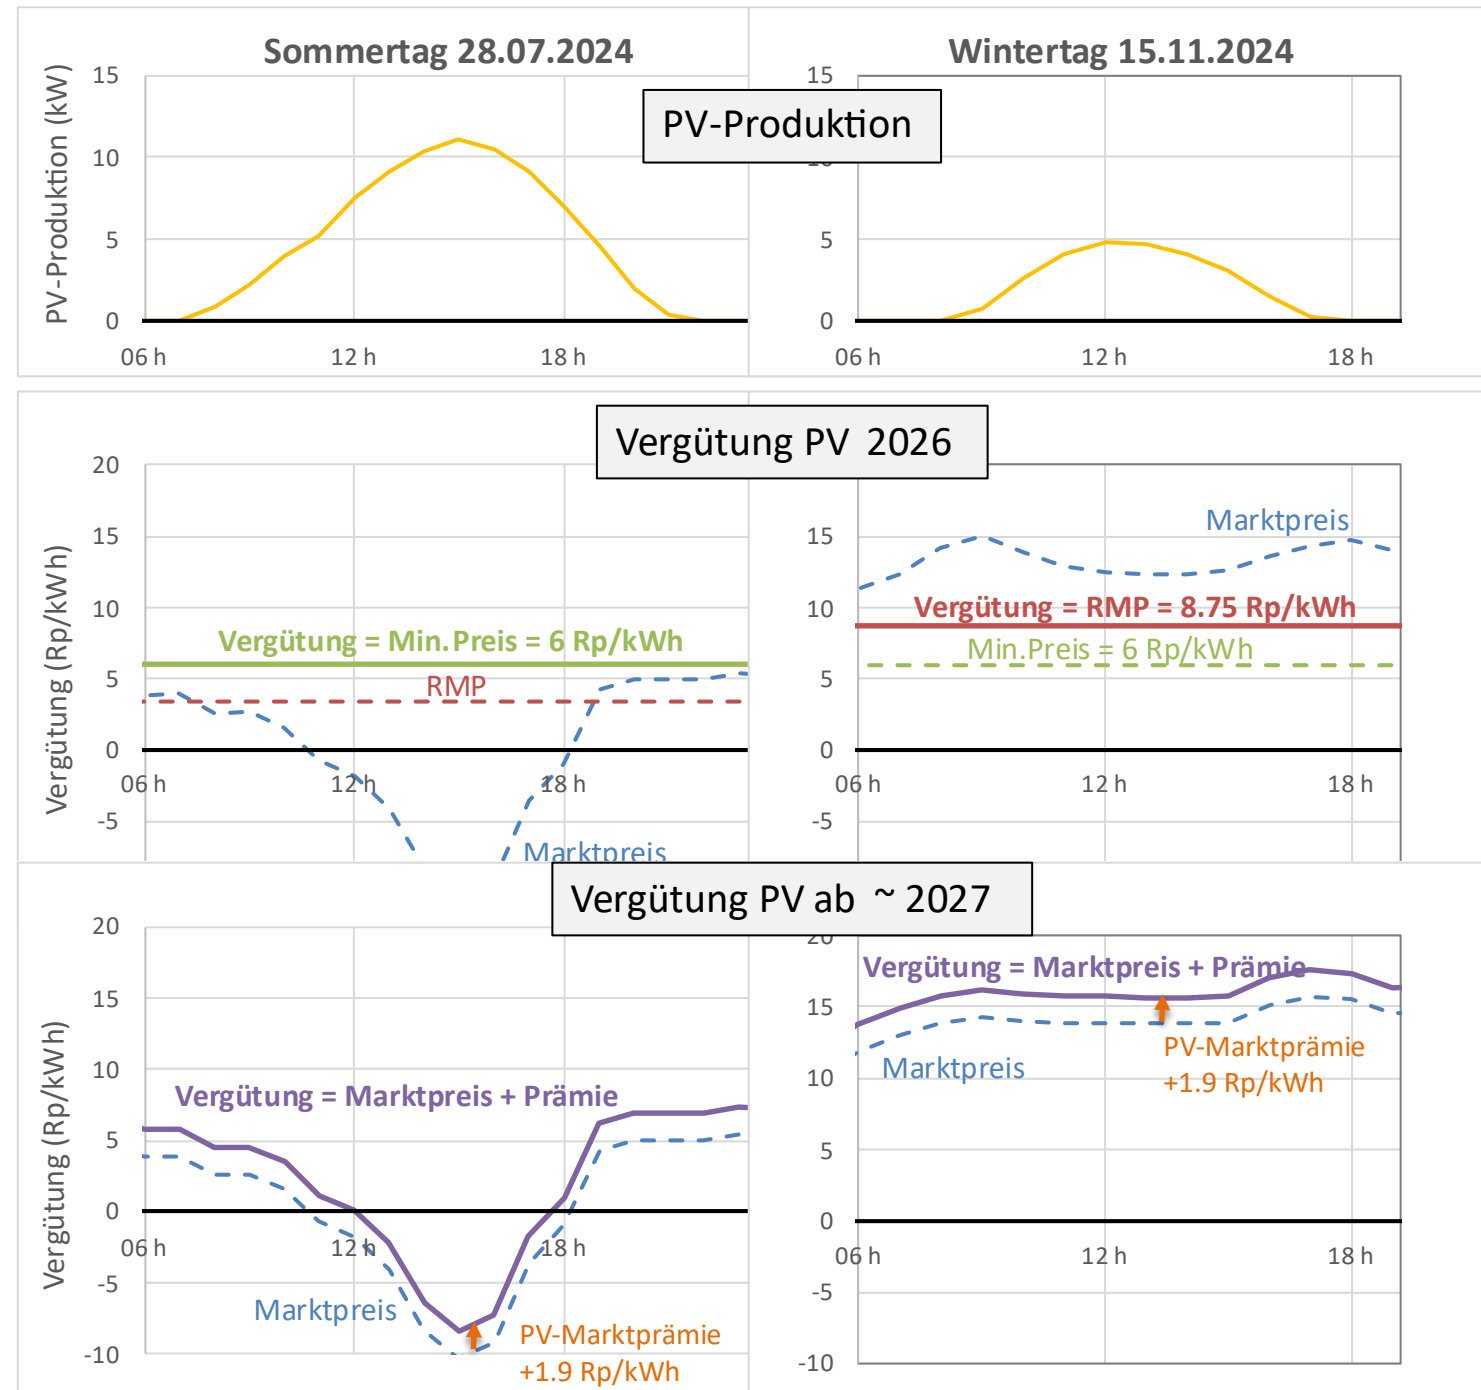 Sommertag 28.07.2024
Wintertag 15.11.2024
PV-Produktion
PV-Produktion (kW)
15
10
5
0
06 h
12 h
18 h
15
10
5
0
06 h
12 h
18 h
Vergütung PV 2026
Vergütung (Rp/kWh)
20
15
10
5
0
-5
06 h
12 h
18 h
Vergütung = Min.Preis = 6 Rp/kWh
RMP
Marktpreis
15
10
5
0
-5
06 h
12 h
18 h
Marktpreis
Vergütung = RMP = 8.75 Rp/kWh
Min.Preis = 6 Rp/kWh
Vergütung PV ab ~ 2027
Vergütung (Rp/kWh)
20
15
10
5
0
-5
-10
06 h
12 h
18 h
Vergütung = Marktpreis + Prämie
Marktpreis
PV-Marktprämie
+1.9 Rp/kWh
20
15
10
5
0
-5
-10
06 h
12 h
18 h
Vergütung = Marktpreis + Prämie
Marktpreis
PV-Marktprämie
+1.9 Rp/kWh